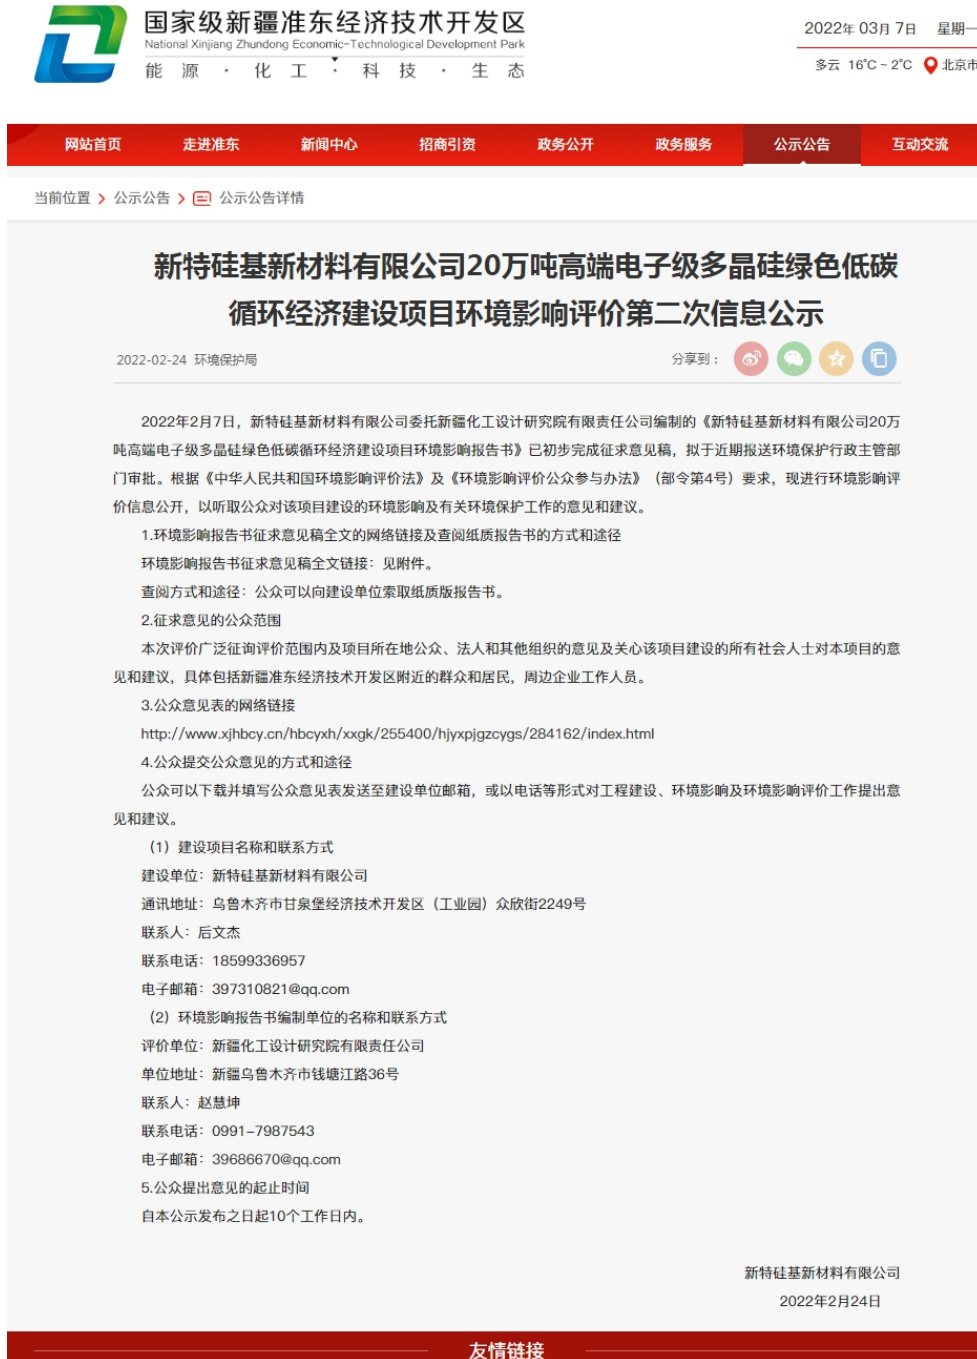 国家级新疆准东经济技术开发区
National Xinjiang Zhundong Economic-Technological Development Park
能 源 · 化 工 · 科 技 · 生 态
2022年 03月 7日 星期一
多云 16℃ ~ 2℃ 北京市
网站首页 走进准东 新闻中心 招商引资 政务公开 政务服务 公示公告 互动交流
当前位置 > 公示公告 > 公示公告详情
新特硅基新材料有限公司20万吨高端电子级多晶硅绿色低碳
循环经济建设项目环境影响评价第二次信息公示
2022-02-24 环境保护局
分享到：
2022年2月7日，新特硅基新材料有限公司委托新疆化工设计研究院有限责任公司编制的《新特硅基新材料有限公司20万
吨高端电子级多晶硅绿色低碳循环经济建设项目环境影响报告书》已初步完成征求意见稿，拟于近期报送环境保护行政主管部
门审批。根据《中华人民共和国环境影响评价法》及《环境影响评价公众参与办法》（部令第4号）要求，现进行环境影响评
价信息公开，以听取公众对该项目建设的环境影响及有关环境保护工作的意见和建议。
1.环境影响报告书征求意见稿全文的网络链接及查阅纸质报告书的方式和途径
环境影响报告书征求意见稿全文链接：见附件。
查阅方式和途径：公众可以向建设单位索取纸质版报告书。
2.征求意见的公众范围
本次评价广泛征询评价范围内及项目所在地公众、法人和其他组织的意见及关心该项目建设的所有社会人士对本项目的意
见和建议，具体包括新疆准东经济技术开发区附近的群众和居民，周边企业工作人员。
3.公众意见表的网络链接
http://www.xjhbcy.cn/hbcyxh/xxgk/255400/hjyxpjgzcygs/284162/index.html
4.公众提交公众意见的方式和途径
公众可以下载并填写公众意见表发送至建设单位邮箱，或以电话等形式对工程建设、环境影响及环境影响评价工作提出意
见和建议。
（1）建设项目名称和联系方式
建设单位：新特硅基新材料有限公司
通讯地址：乌鲁木齐市甘泉堡经济技术开发区（工业园）众欣街2249号
联系人：后文杰
联系电话：18599336957
电子邮箱：397310821@qq.com
（2）环境影响报告书编制单位的名称和联系方式
评价单位：新疆化工设计研究院有限责任公司
单位地址：新疆乌鲁木齐市钱塘江路36号
联系人：赵慧坤
联系电话：0991-7987543
电子邮箱：39686670@qq.com
5.公众提出意见的起止时间
自本公示发布之日起10个工作日内。
新特硅基新材料有限公司
2022年2月24日
友情链接